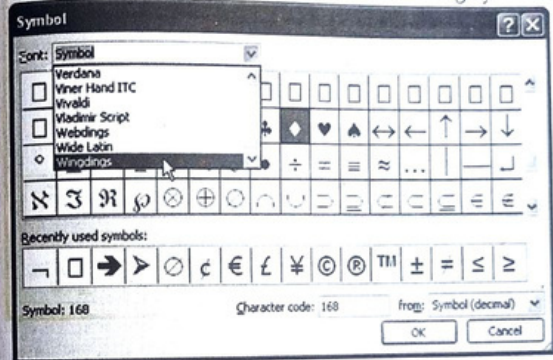 Symbol
Font: Symbol
Verdana
Viner Hand ITC
Vivaldi
Vladimir Script
Webdings
Wide Latin
Wingdings
♦ ♥ ♠ ↔ ← ↑ → ↓
÷ = ≡ ≈ … | — ↵
ℵ ℑ ℜ ℘ ⊗ ⊕
Recently used symbols:
¬ □ ➔ ➢ ∅ ¢ € £ ¥ © ® ™ ± ≠ ≤ ≥
Symbol: 168 Character code: 168 from: Symbol (decimal)
OK Cancel